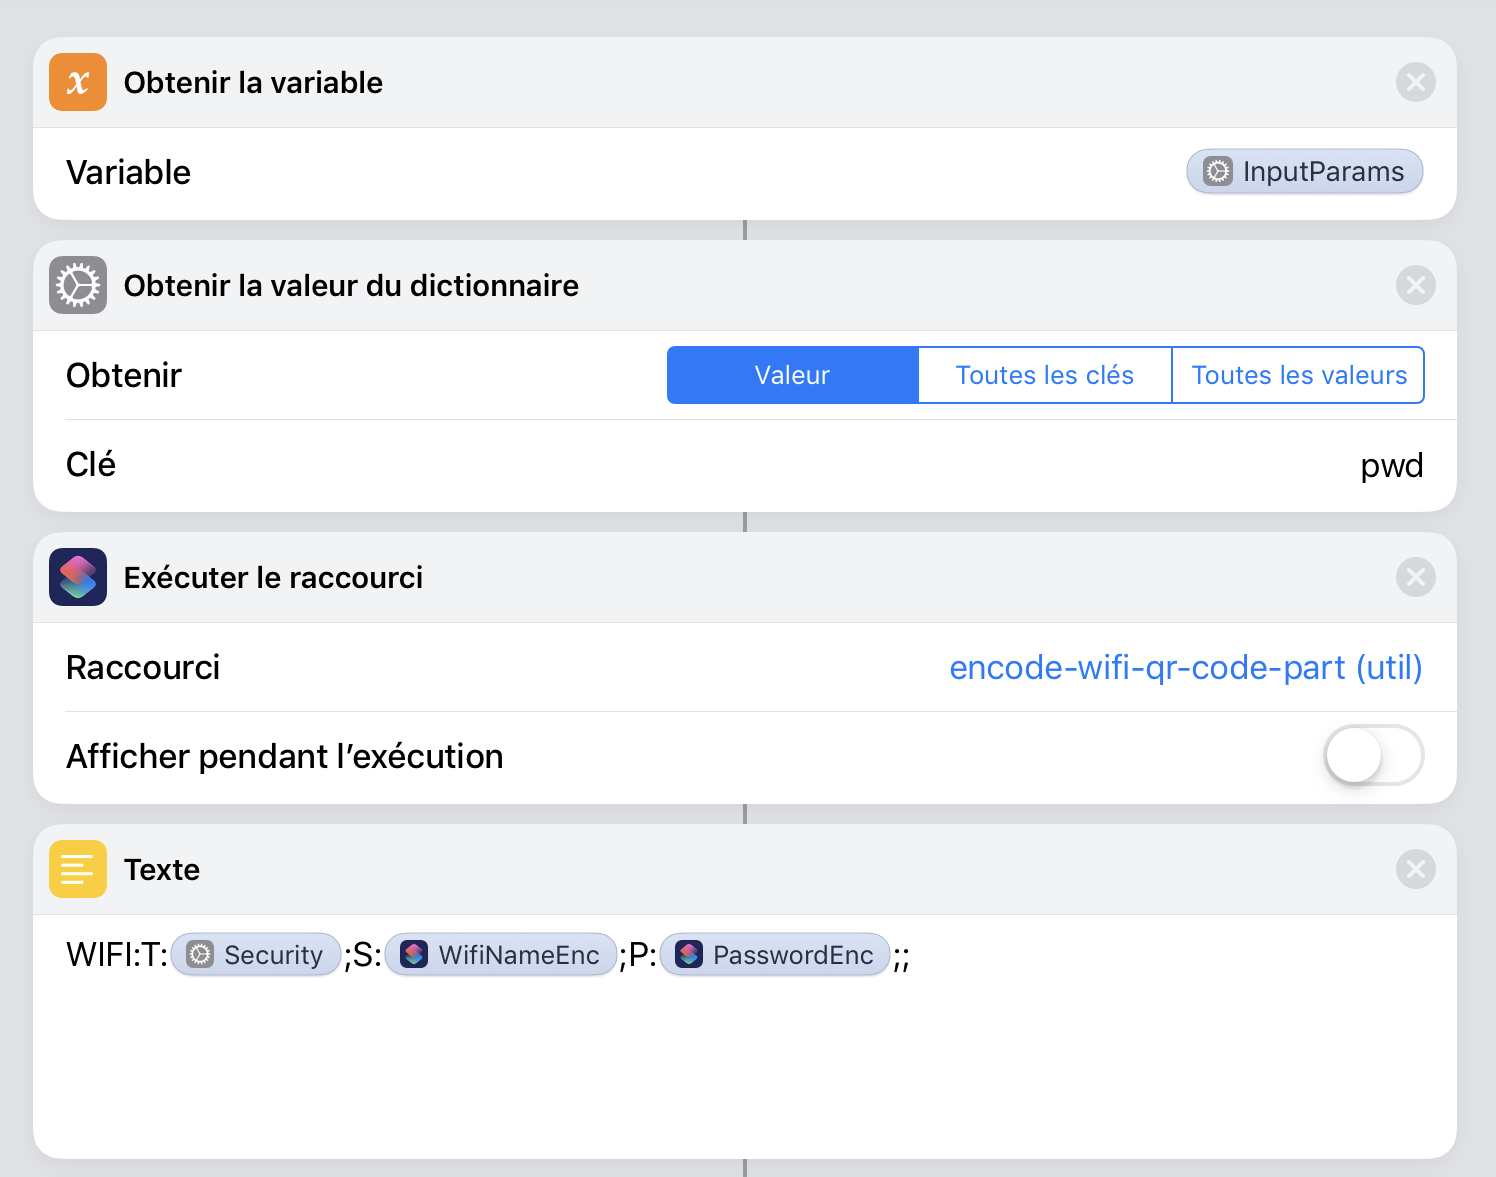 Obtenir la variable
Variable InputParams
Obtenir la valeur du dictionnaire
Obtenir Valeur Toutes les clés Toutes les valeurs
Clé pwd
Exécuter le raccourci
Raccourci encode-wifi-qr-code-part (util)
Afficher pendant l’exécution
Texte
WIFI:T:Security;S:WifiNameEnc;P:PasswordEnc;;